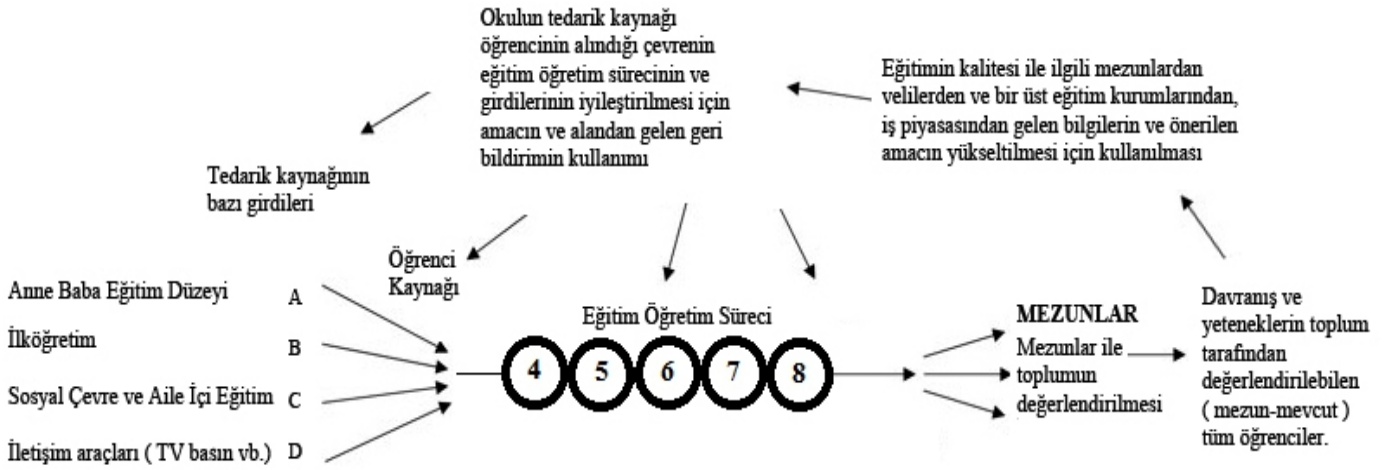 Okulun tedarik kaynağı
öğrencinin alındığı çevrenin
eğitim öğretim sürecinin ve
girdilerinin iyileştirilmesi için
amacın ve alandan gelen geri
bildirimin kullanımı
Eğitimin kalitesi ile ilgili mezunlardan
velilerden ve bir üst eğitim kurumlarından,
iş piyasasından gelen bilgilerin ve önerilen
amacın yükseltilmesi için kullanılması
Tedarik kaynağının
bazı girdileri
Öğrenci
Kaynağı
Anne Baba Eğitim Düzeyi A
İlköğretim B
Sosyal Çevre ve Aile İçi Eğitim C
İletişim araçları ( TV basın vb.) D
Eğitim Öğretim Süreci
4 5 6 7 8
MEZUNLAR
Mezunlar ile
toplumun
değerlendirilmesi
Davranış ve
yeteneklerin toplum
tarafından
değerlendirilebilen
( mezun-mevcut )
tüm öğrenciler.